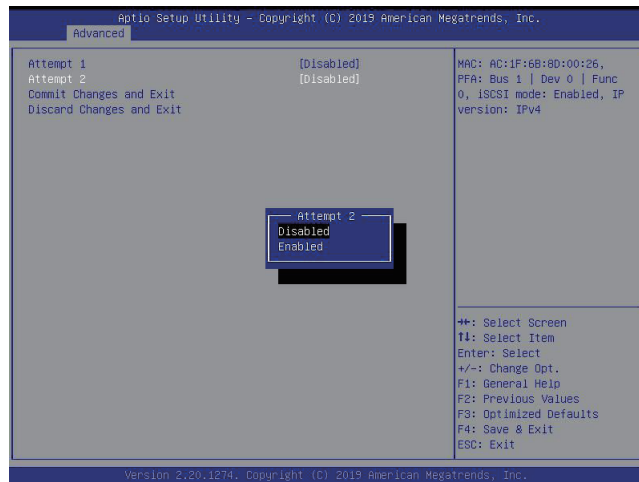 Aptio Setup Utility – Copyright (C) 2019 American Megatrends, Inc.
Advanced
Attempt 1 [Disabled]
Attempt 2 [Disabled]
Commit Changes and Exit
Discard Changes and Exit
MAC: AC:1F:6B:8D:00:26,
PFA: Bus 1 | Dev 0 | Func
0, iSCSI mode: Enabled, IP
version: IPv4
Attempt 2
Disabled
Enabled
→←: Select Screen
↑↓: Select Item
Enter: Select
+/-: Change Opt.
F1: General Help
F2: Previous Values
F3: Optimized Defaults
F4: Save & Exit
ESC: Exit
Version 2.20.1274. Copyright (C) 2019 American Megatrends, Inc.